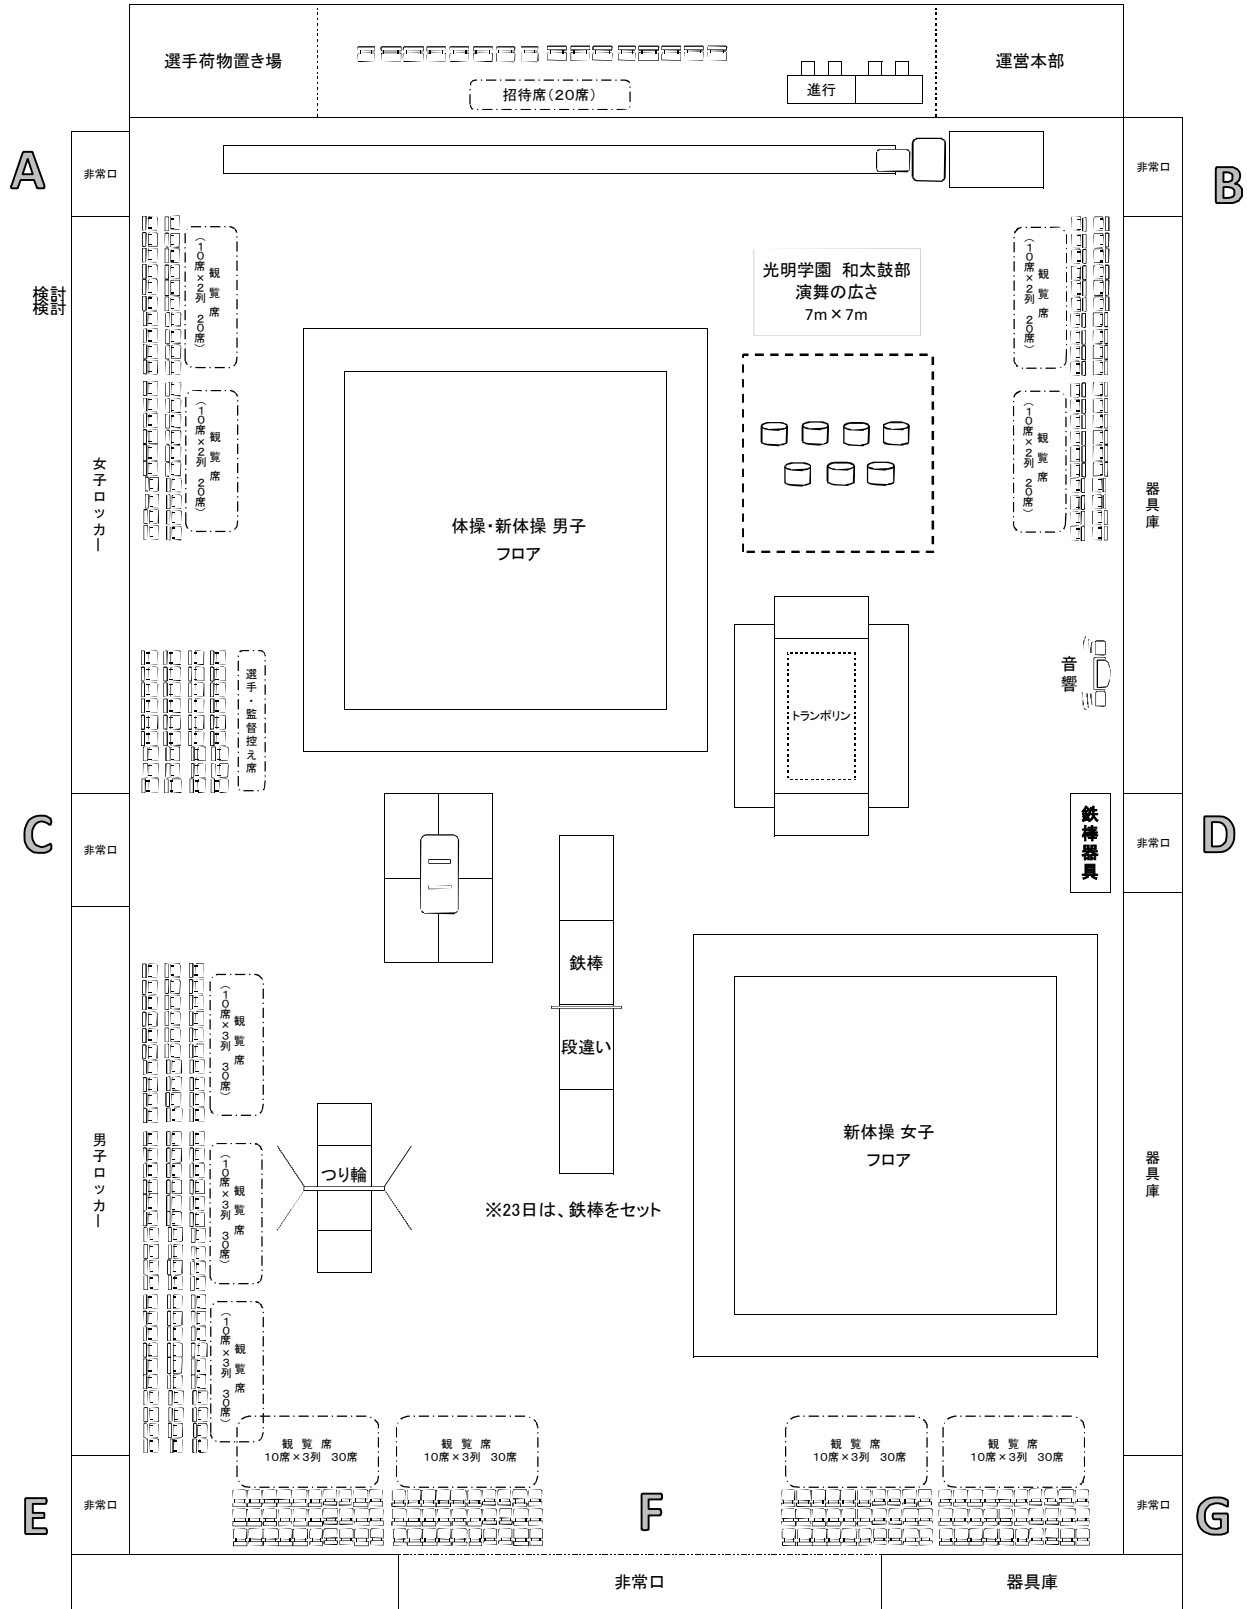 選手荷物置き場
招待席（20席）
進行
運営本部
A
非常口
非常口
B
観覧席
（10席×2列 20席）
光明学園 和太鼓部
演舞の広さ
7m×7m
観覧席
（10席×2列 20席）
検討
検討
観覧席
（10席×2列 20席）
観覧席
（10席×2列 20席）
女子ロッカー
体操・新体操 男子
フロア
器具庫
選手・監督控え席
音響
トランポリン
C
非常口
鉄棒器具
非常口
D
鉄棒
段違い
観覧席
（10席×3列 30席）
男子ロッカー
観覧席
（10席×3列 30席）
つり輪
新体操 女子
フロア
器具庫
※23日は、鉄棒をセット
観覧席
（10席×3列 30席）
観覧席
10席×3列 30席
観覧席
10席×3列 30席
観覧席
10席×3列 30席
観覧席
10席×3列 30席
E
非常口
F
非常口
G
非常口
器具庫